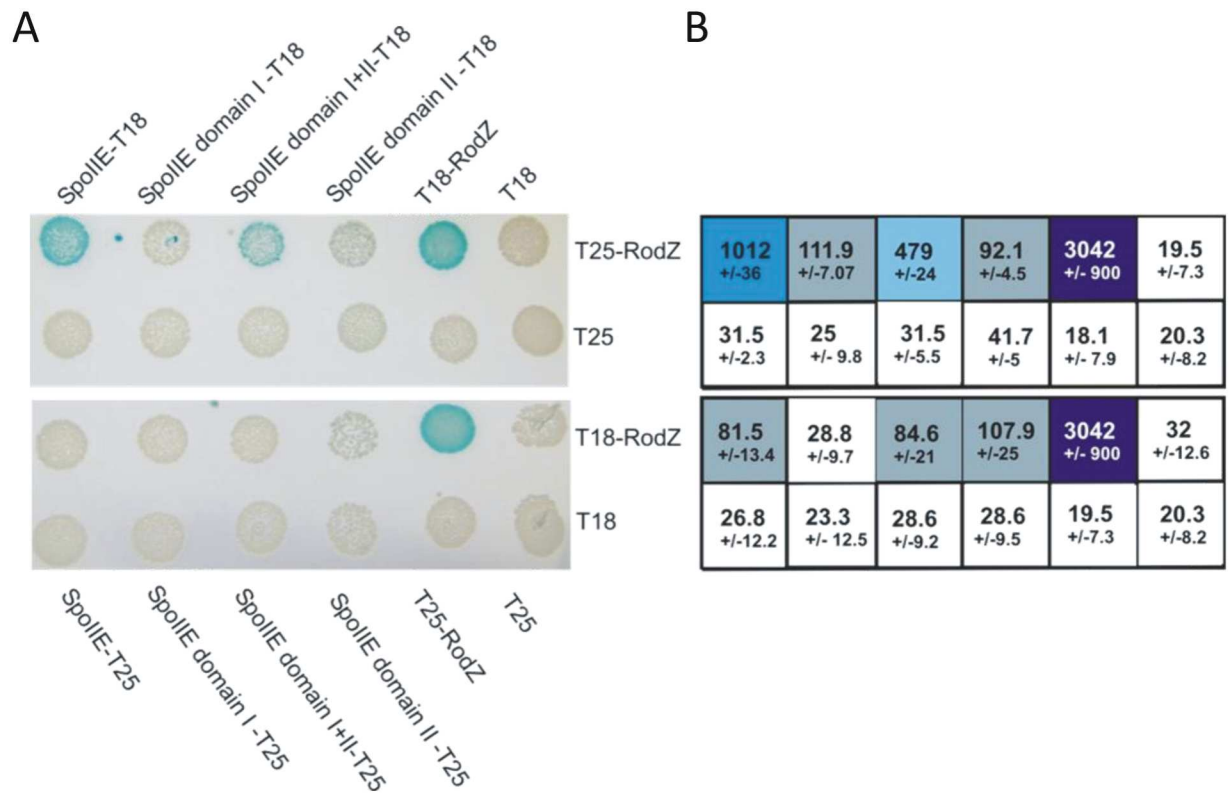 A
B
SpoIIE-T18
SpoIIE domain I -T18
SpoIIE domain I+II-T18
SpoIIE domain II -T18
T18-RodZ
T18
T25-RodZ
T25
T18-RodZ
T18
SpoIIE-T25
SpoIIE domain I -T25
SpoIIE domain I+II-T25
SpoIIE domain II -T25
T25-RodZ
T25
1012 111.9 479 92.1 3042 19.5
+/-36 +/-7.07 +/-24 +/-4.5 +/- 900 +/-7.3
31.5 25 31.5 41.7 18.1 20.3
+/-2.3 +/- 9.8 +/-5.5 +/-5 +/- 7.9 +/-8.2
81.5 28.8 84.6 107.9 3042 32
+/-13.4 +/-9.7 +/-21 +/-25 +/- 900 +/-12.6
26.8 23.3 28.6 28.6 19.5 20.3
+/-12.2 +/- 12.5 +/-9.2 +/-9.5 +/-7.3 +/-8.2